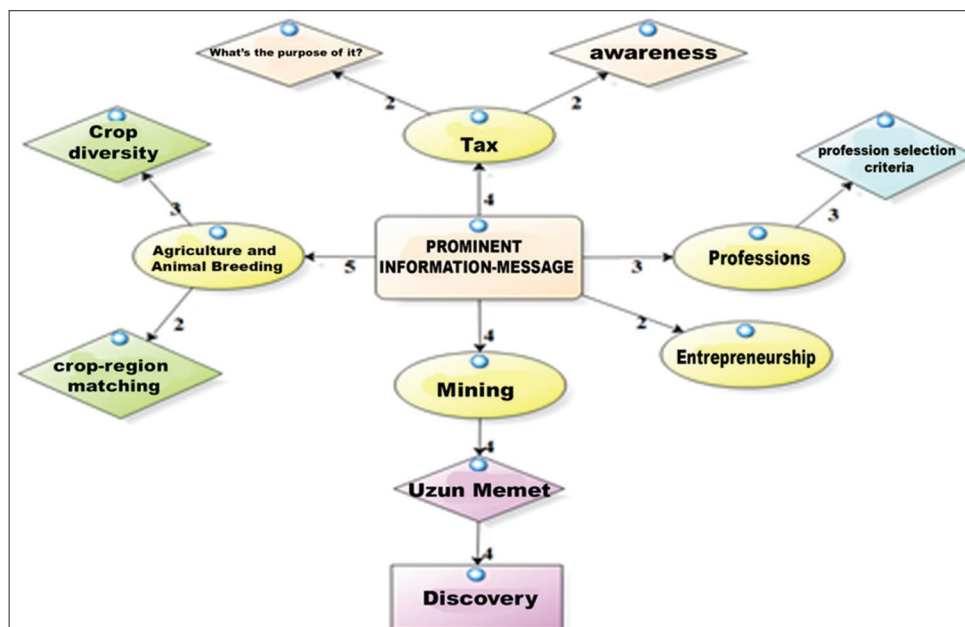 What's the purpose of it?
awareness
2
2
Crop
diversity
Tax
profession selection
criteria
3
4
3
Agriculture and
Animal Breeding
5
PROMINENT
INFORMATION-MESSAGE
3
Professions
2
4
2
crop-region
matching
Mining
Entrepreneurship
4
Uzun Memet
4
Discovery